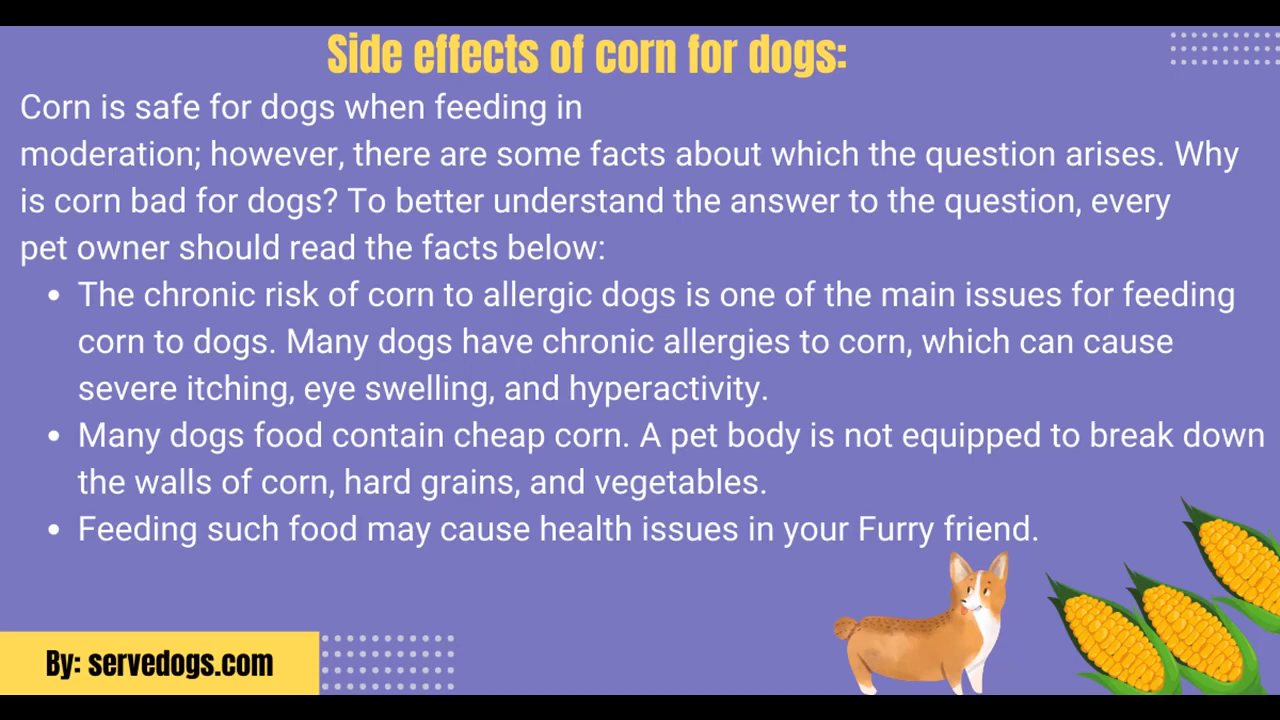 Side effects of corn for dogs:
Corn is safe for dogs when feeding in
moderation; however, there are some facts about which the question arises. Why
is corn bad for dogs? To better understand the answer to the question, every
pet owner should read the facts below:
• The chronic risk of corn to allergic dogs is one of the main issues for feeding
corn to dogs. Many dogs have chronic allergies to corn, which can cause
severe itching, eye swelling, and hyperactivity.
• Many dogs food contain cheap corn. A pet body is not equipped to break down
the walls of corn, hard grains, and vegetables.
• Feeding such food may cause health issues in your Furry friend.
By: servedogs.com